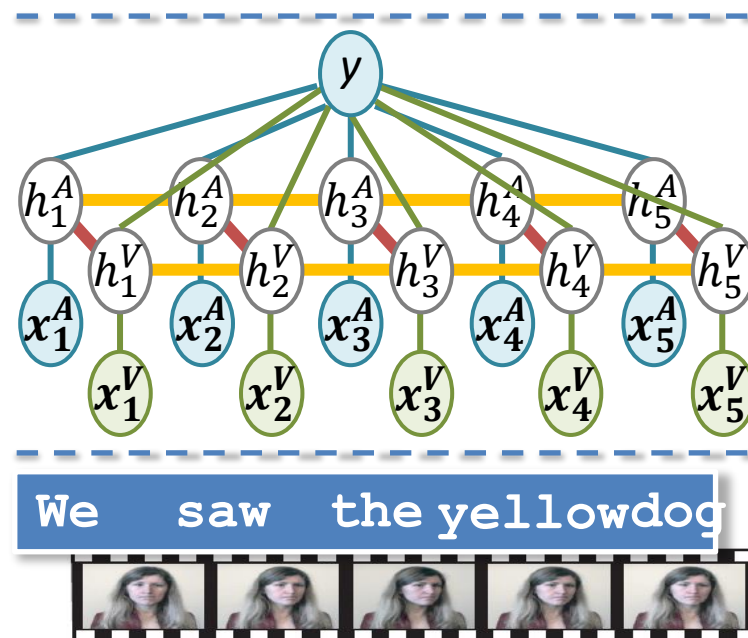 y
h₁ᴬ h₂ᴬ h₃ᴬ h₄ᴬ h₅ᴬ
h₁ⱽ h₂ⱽ h₃ⱽ h₄ⱽ h₅ⱽ
x₁ᴬ x₂ᴬ x₃ᴬ x₄ᴬ x₅ᴬ
x₁ⱽ x₂ⱽ x₃ⱽ x₄ⱽ x₅ⱽ
We saw the yellowdog